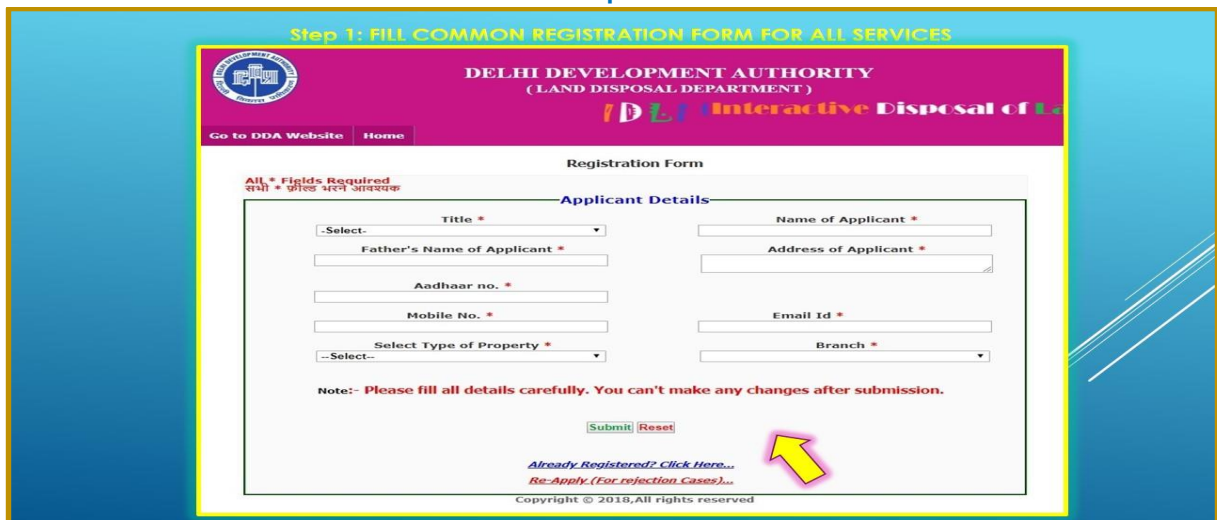 Step 1: FILL COMMON REGISTRATION FORM FOR ALL SERVICES
DELHI DEVELOPMENT AUTHORITY
(LAND DISPOSAL DEPARTMENT)
IDLI Interactive Disposal of La
Go to DDA Website Home
Registration Form
All * Fields Required
सभी * फ़ील्ड भरने आवश्यक
Applicant Details
Title * Name of Applicant *
-Select-
Father's Name of Applicant * Address of Applicant *
Aadhaar no. *
Mobile No. * Email Id *
Select Type of Property * Branch *
--Select--
Note:- Please fill all details carefully. You can't make any changes after submission.
Submit Reset
Already Registered? Click Here...
Re-Apply (For rejection Cases)...
Copyright © 2018,All rights reserved